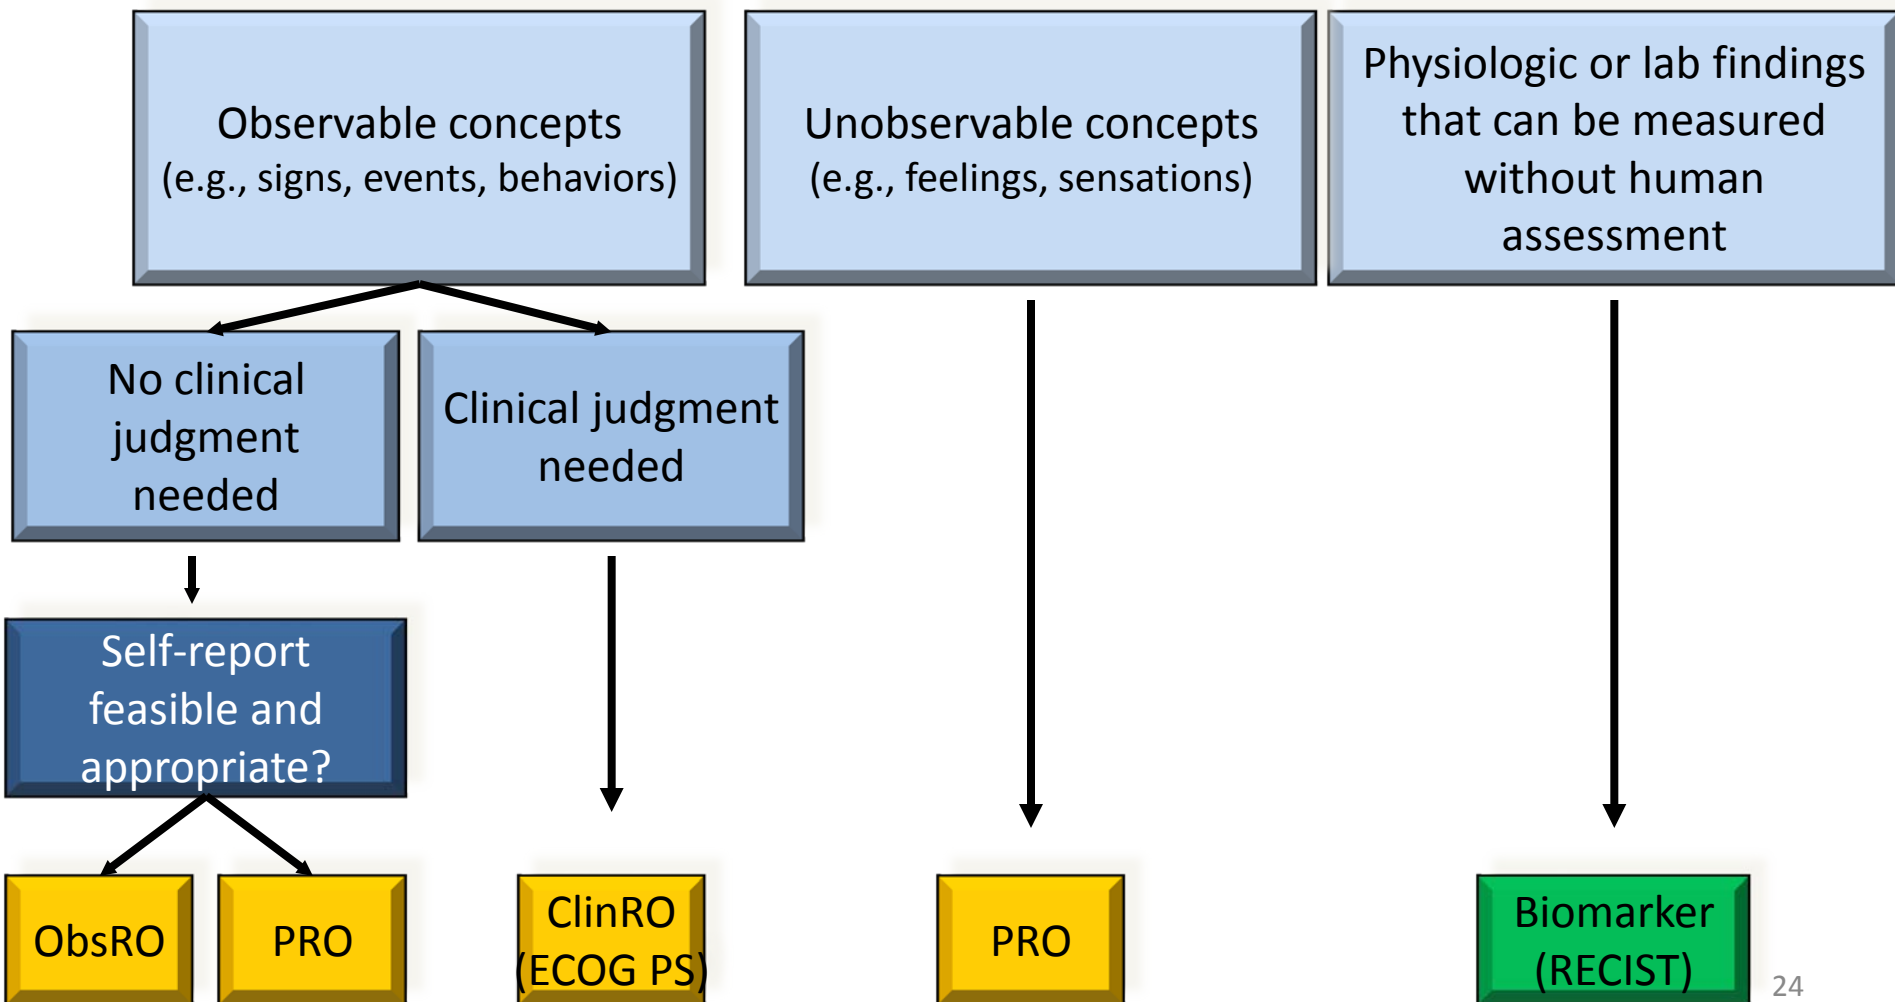 Observable concepts
(e.g., signs, events, behaviors)
Unobservable concepts
(e.g., feelings, sensations)
Physiologic or lab findings
that can be measured
without human
assessment
No clinical
judgment
needed
Clinical judgment
needed
Self-report
feasible and
appropriate?
ObsRO
PRO
ClinRO
(ECOG PS)
PRO
Biomarker
(RECIST)
24